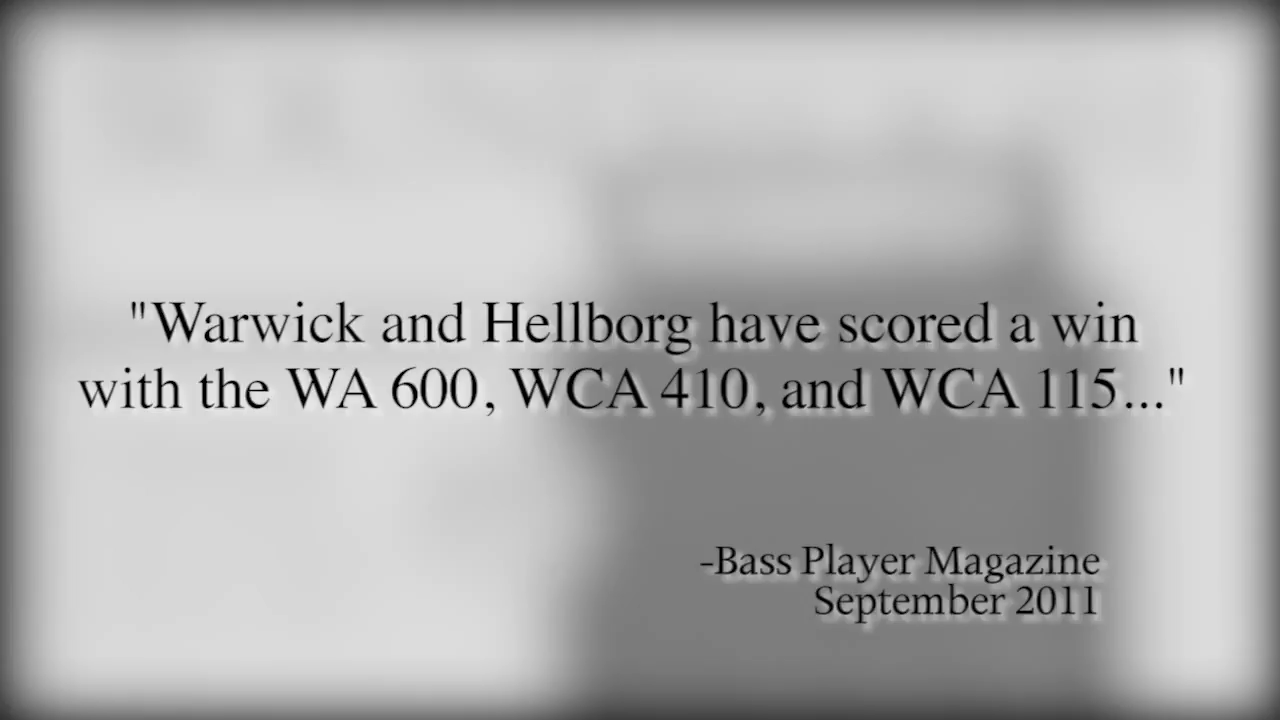 "Warwick and Hellborg have scored a win
with the WA 600, WCA 410, and WCA 115..."
-Bass Player Magazine
September 2011